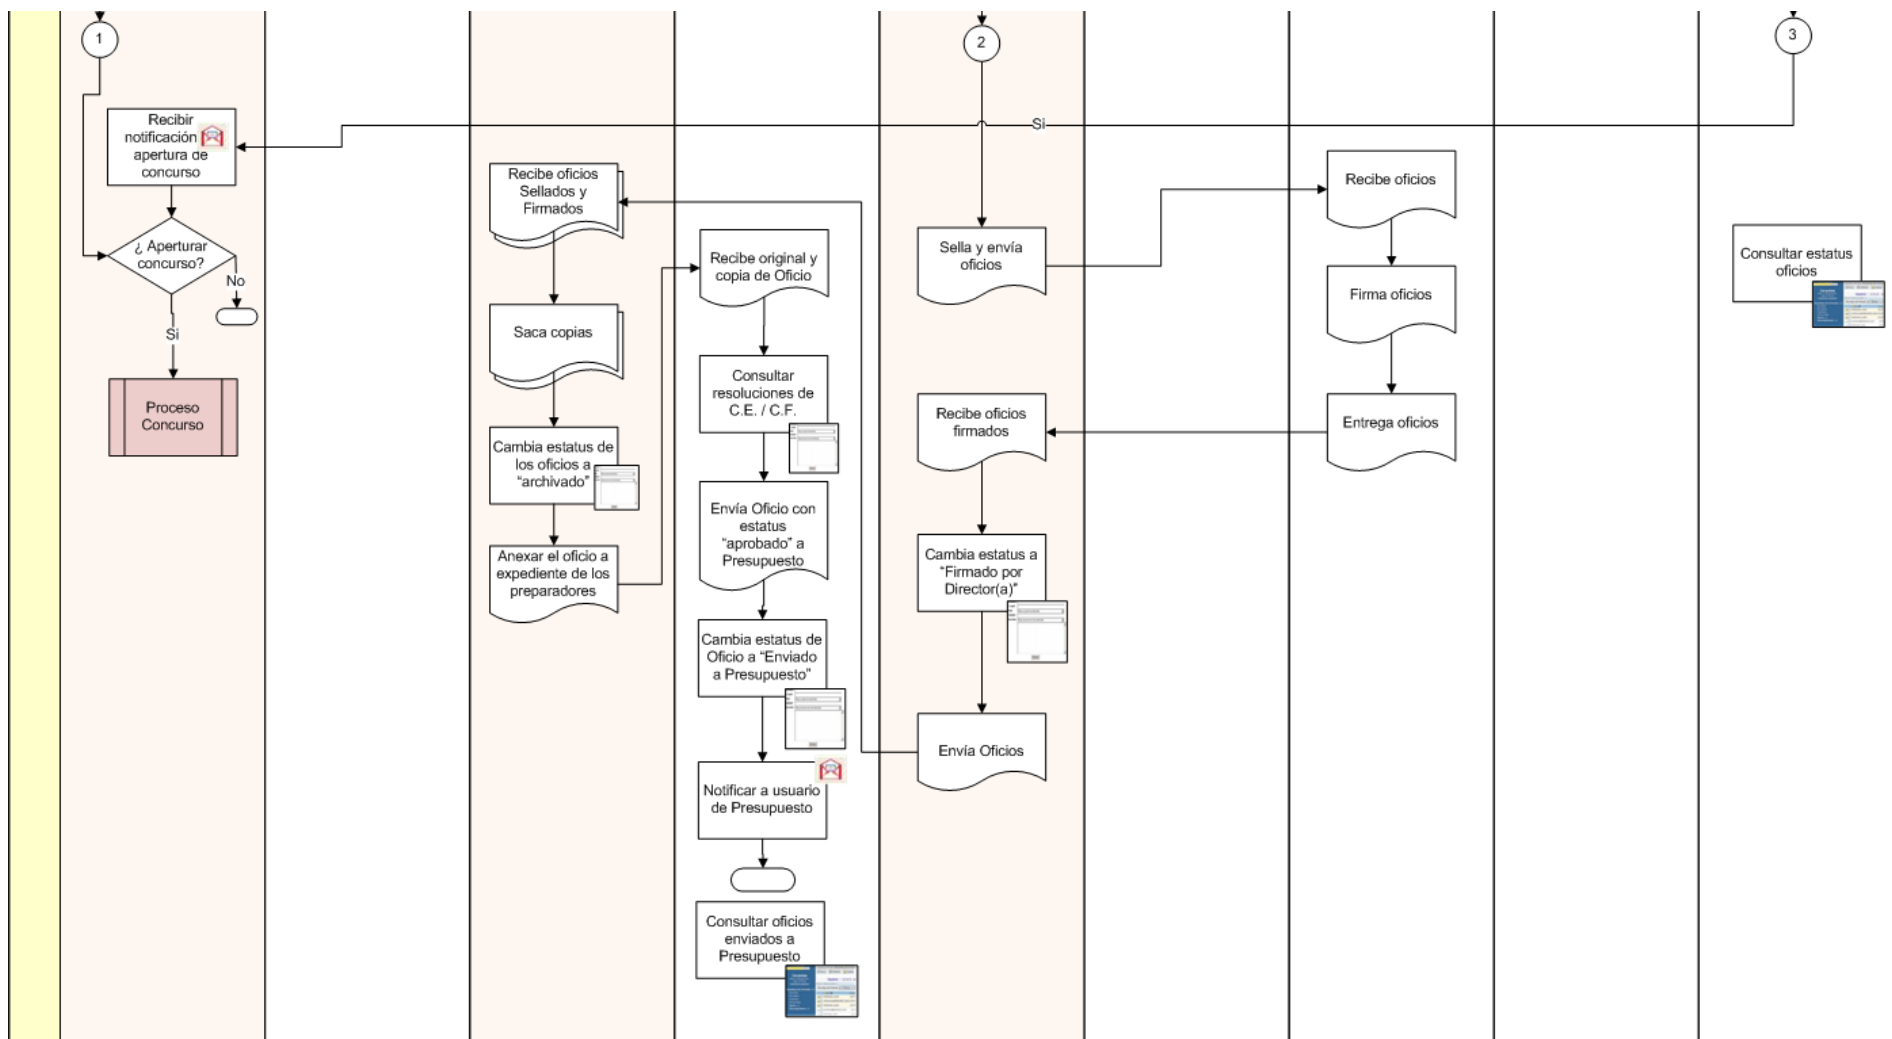 1
Recibir
notificación
apertura de
concurso
¿ Aperturar
concurso?
No
Si
Proceso
Concurso
Recibe oficios
Sellados y
Firmados
Saca copias
Cambia estatus de
los oficios a
“archivado”
Anexar el oficio a
expediente de los
preparadores
Recibe original y
copia de Oficio
Consultar
resoluciones de
C.E. / C.F.
Envía Oficio con
estatus
“aprobado” a
Presupuesto
Cambia estatus de
Oficio a “Enviado
a Presupuesto”
Notificar a usuario
de Presupuesto
Consultar oficios
enviados a
Presupuesto
2
Si
Sella y envía
oficios
Recibe oficios
firmados
Cambia estatus a
“Firmado por
Director(a)”
Envía Oficios
Recibe oficios
Firma oficios
Entrega oficios
3
Consultar estatus
oficios